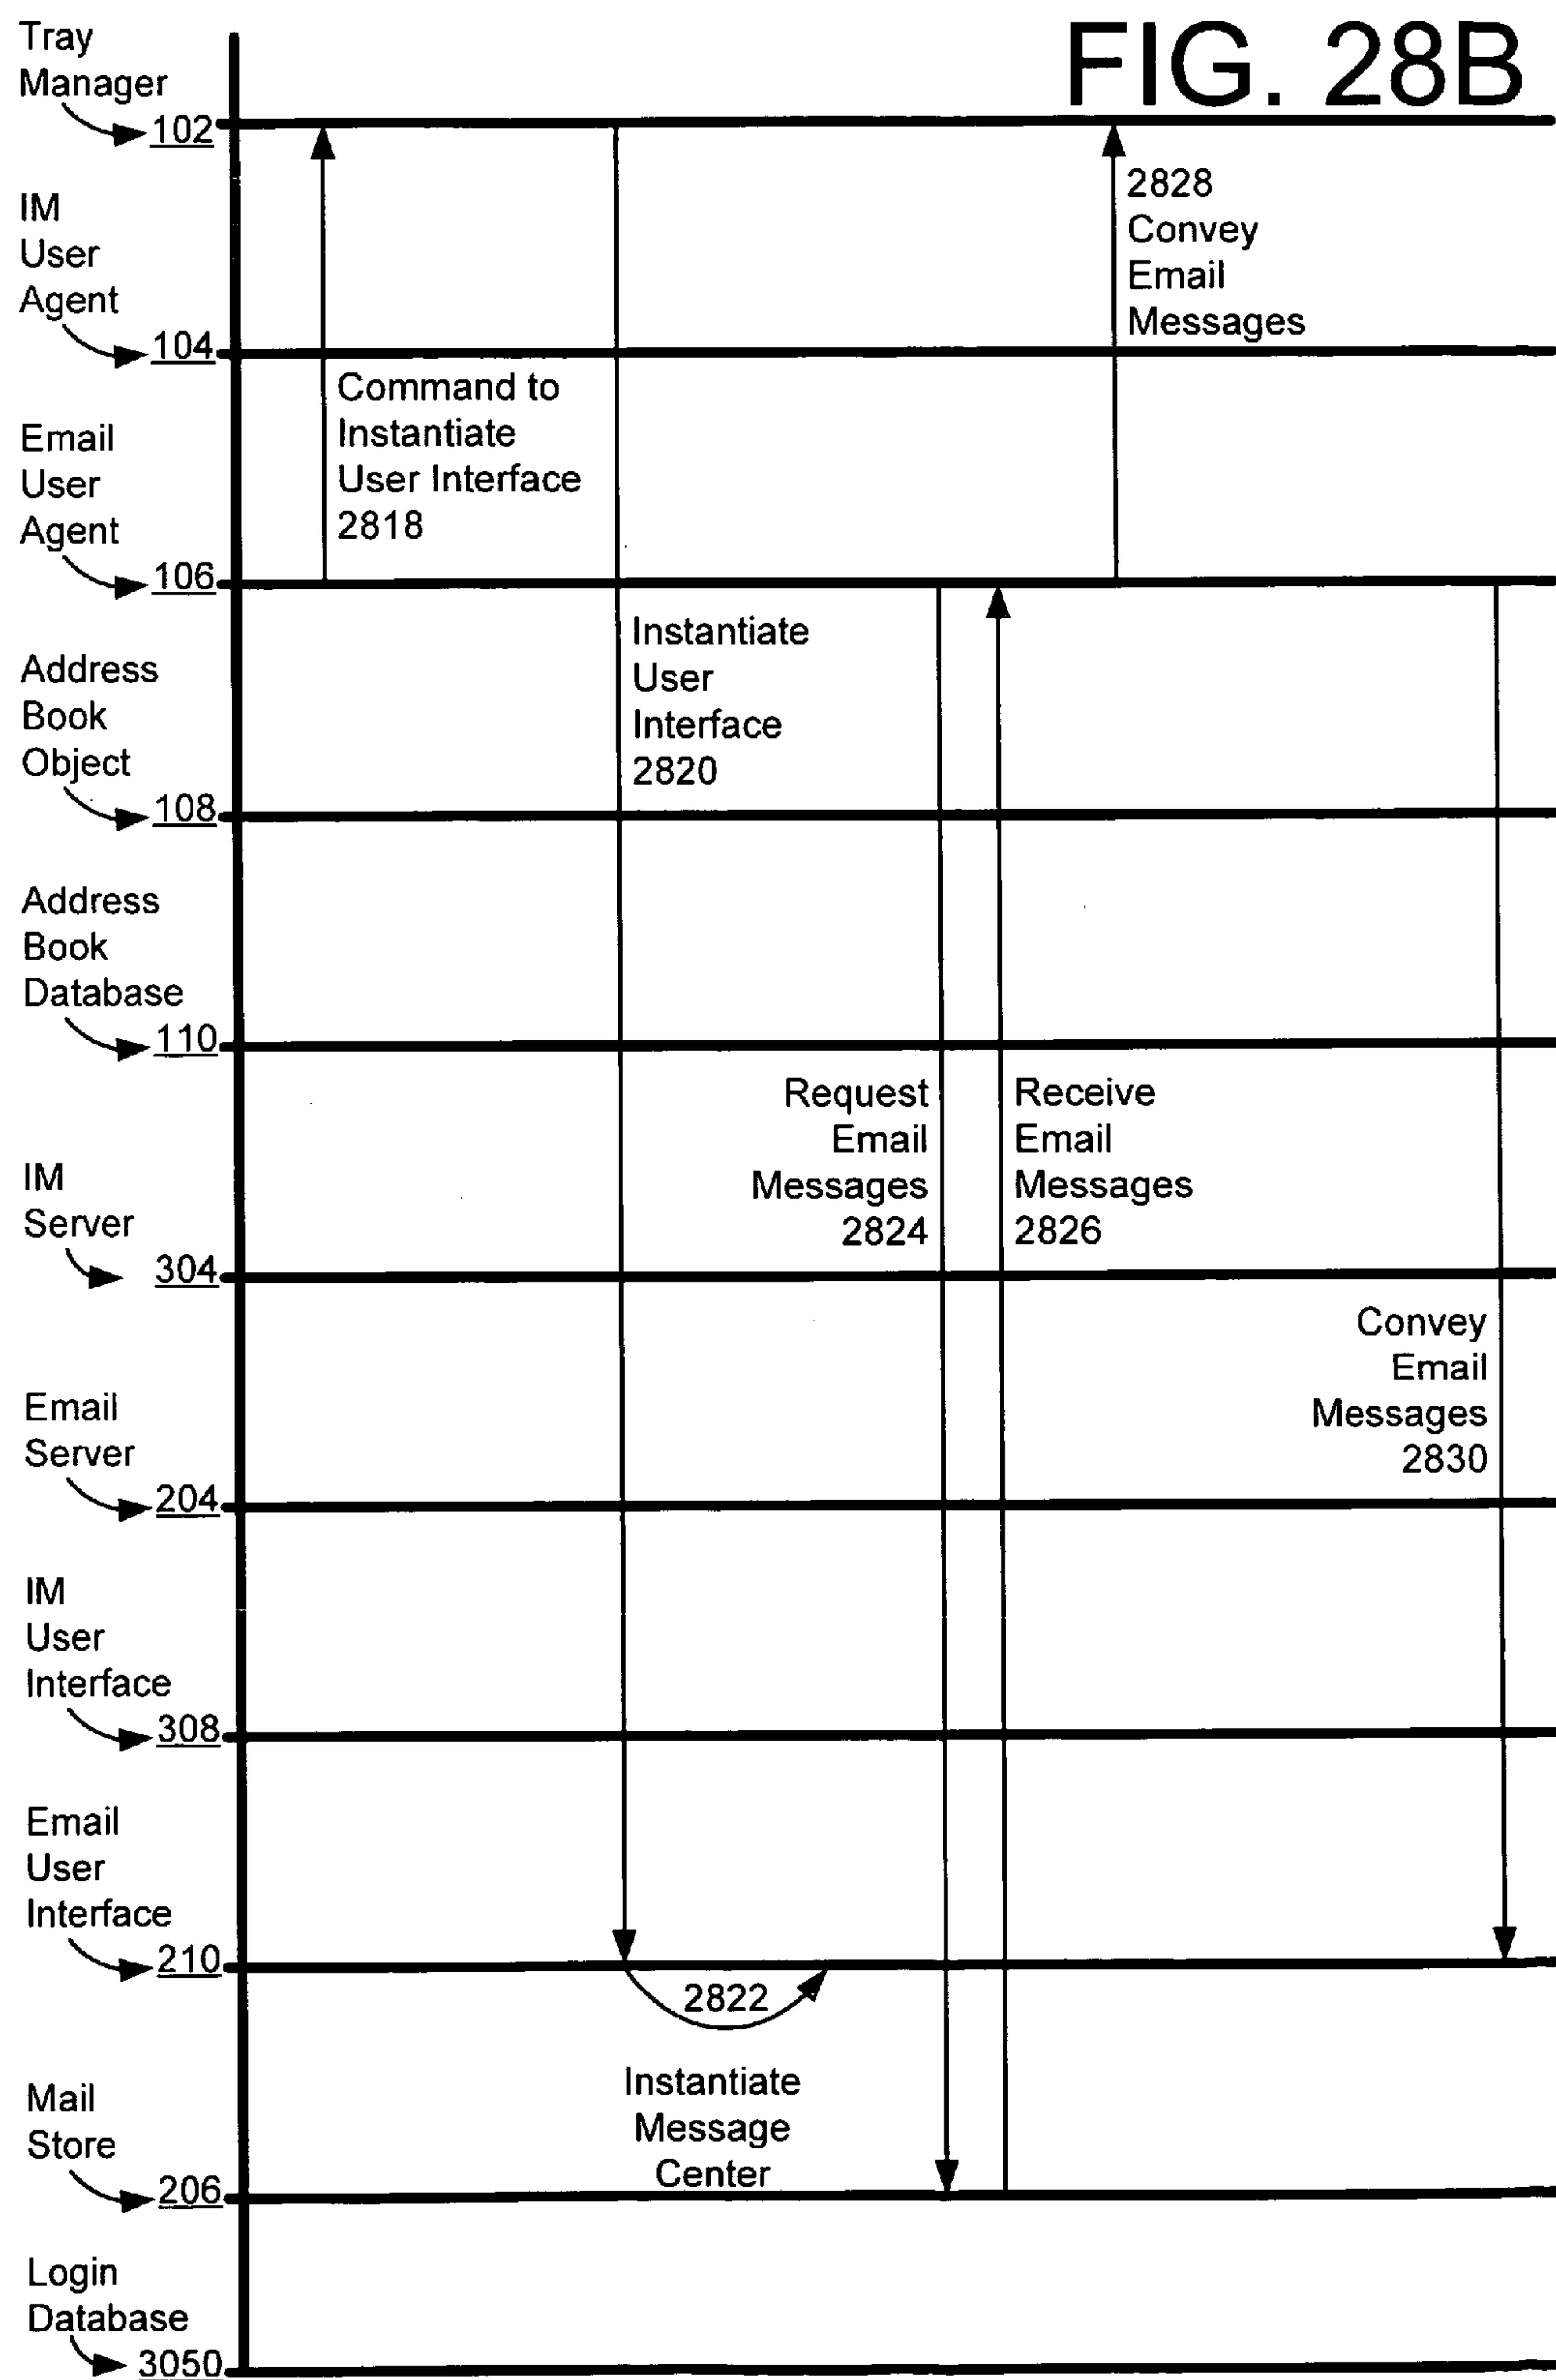 FIG. 28B
Tray
Manager
102
IM
User
Agent
104
Email
User
Agent
106
Address
Book
Object
108
Address
Book
Database
110
IM
Server
304
Email
Server
204
IM
User
Interface
308
Email
User
Interface
210
Mail
Store
206
Login
Database
3050
Command to
Instantiate
User Interface
2818
Instantiate
User
Interface
2820
2822
Instantiate
Message
Center
Request
Email
Messages
2824
Receive
Email
Messages
2826
2828
Convey
Email
Messages
Convey
Email
Messages
2830